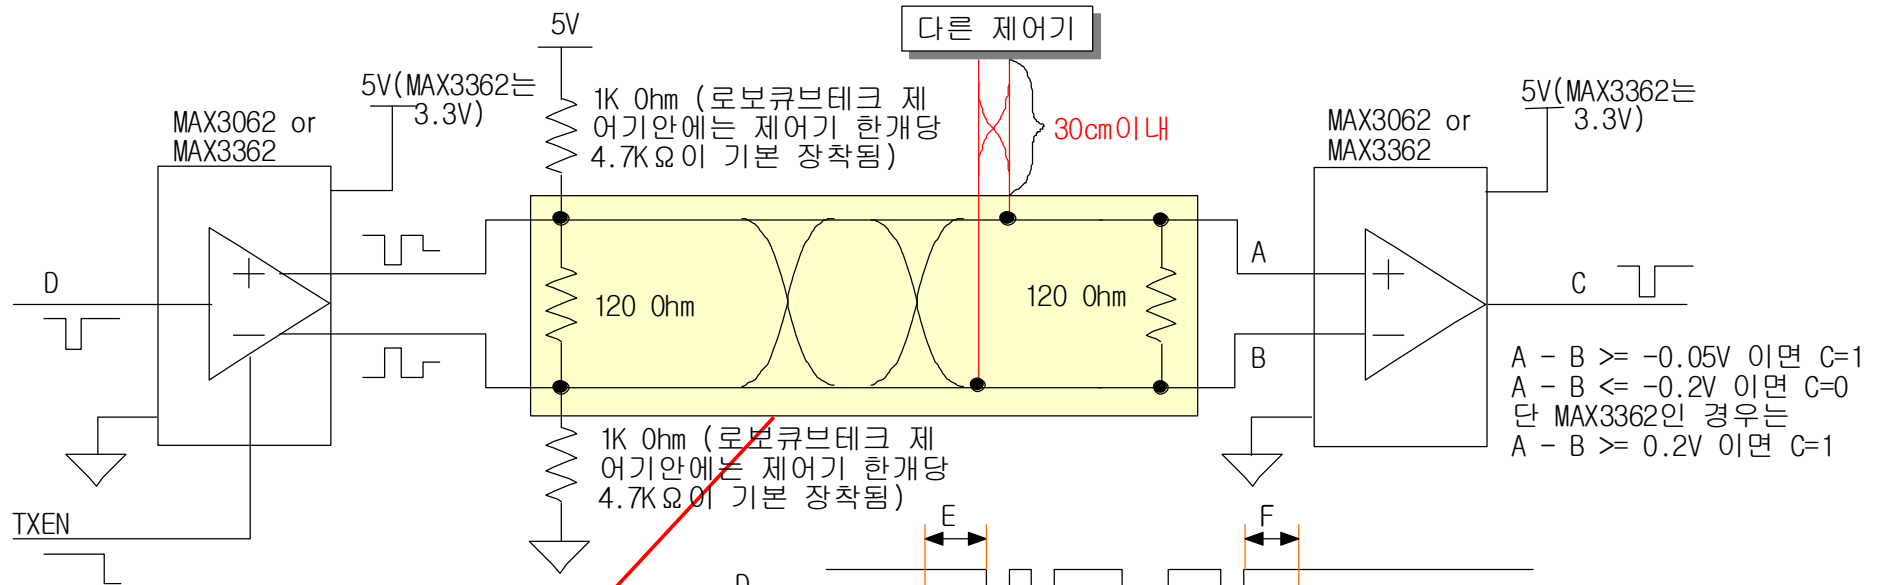 다른 제어기
5V
5V(MAX3362는
3.3V)
MAX3062 or
MAX3362
1K Ohm (로보큐브테크 제
어기안에는 제어기 한개당
4.7KΩ이 기본 장착됨)
30cm이내
5V(MAX3362는
3.3V)
MAX3062 or
MAX3362
D
120 Ohm
120 Ohm
A
B
C
A - B >= -0.05V 이면 C=1
A - B <= -0.2V 이면 C=0
단 MAX3362인 경우는
A - B >= 0.2V 이면 C=1
1K Ohm (로보큐브테크 제
어기안에는 제어기 한개당
4.7KΩ이 기본 장착됨)
TXEN
E
F
D